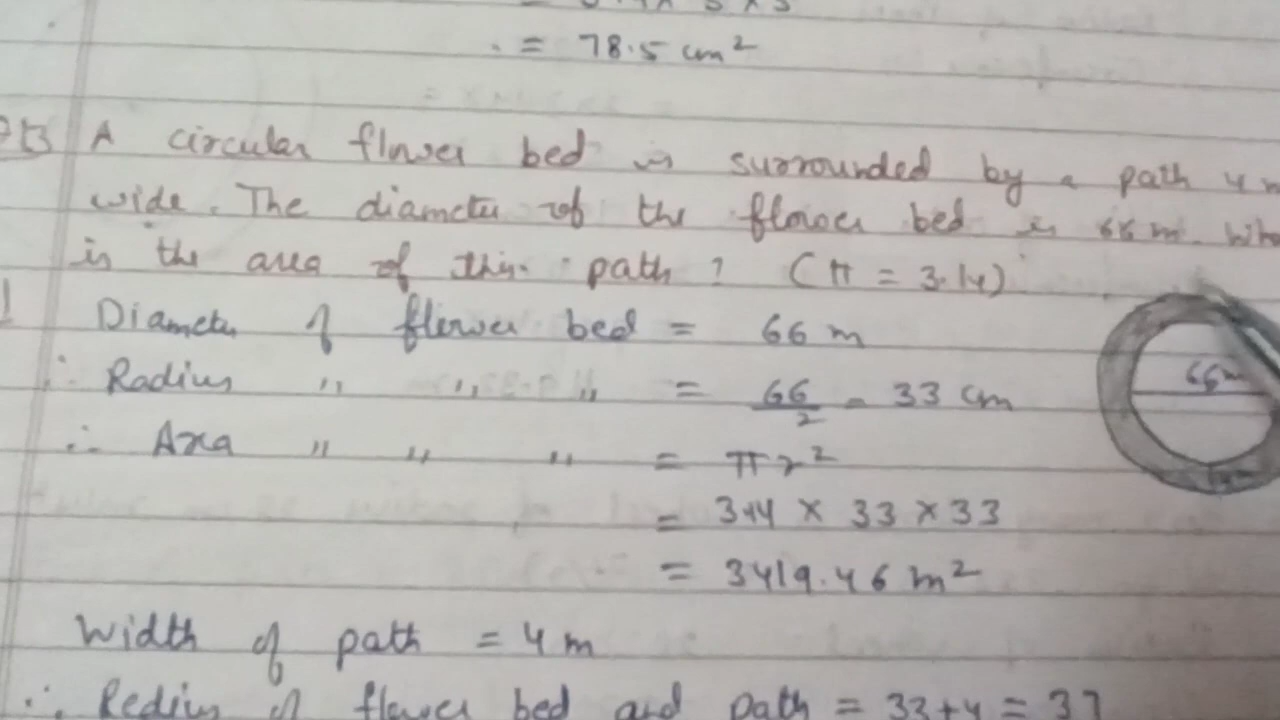 = 78.5 cm²
A circular flower bed is surrounded by a path 4 m
wide. The diameter of the flower bed is 66 m. Wha
is the area of this path? (π = 3.14)
Diameter of flower bed = 66 m
∴ Radius " " " = 66/2 = 33 cm
66m
∴ Area " " " = πr²
= 3.14 × 33 × 33
= 3419.46 m²
Width of path = 4 m
∴ Redius of flower bed and path = 33+4 = 37